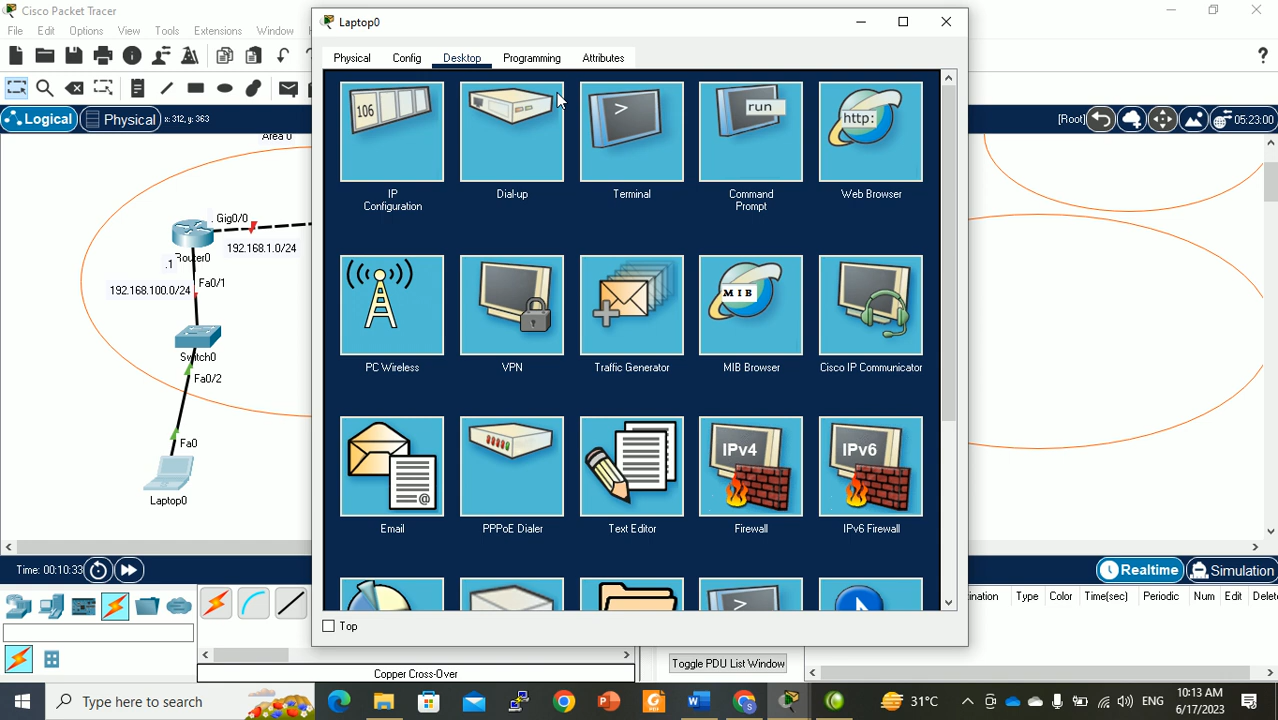 Cisco Packet Tracer
File Edit Options View Tools Extensions Window
Laptop0
Physical Config Desktop Programming Attributes
Logical Physical x: 312, y: 363
[Root] 05:23:00
Area 0
106
>
run
http:
IP Configuration
Dial-up
Terminal
Command Prompt
Web Browser
Gig0/0
192.168.1.0/24
Router0
.1
Fa0/1
192.168.100.0/24
Switch0
Fa0/2
Fa0
Laptop0
MIB
PC Wireless
VPN
Traffic Generator
MIB Browser
Cisco IP Communicator
@
IPv4
IPv6
Email
PPPoE Dialer
Text Editor
Firewall
IPv6 Firewall
>
Top
Time: 00:10:33
Realtime Simulation
Type Color Time(sec) Periodic Num Edit
Copper Cross-Over
Toggle PDU List Window
Type here to search
31°C
ENG
10:13 AM
6/17/2023